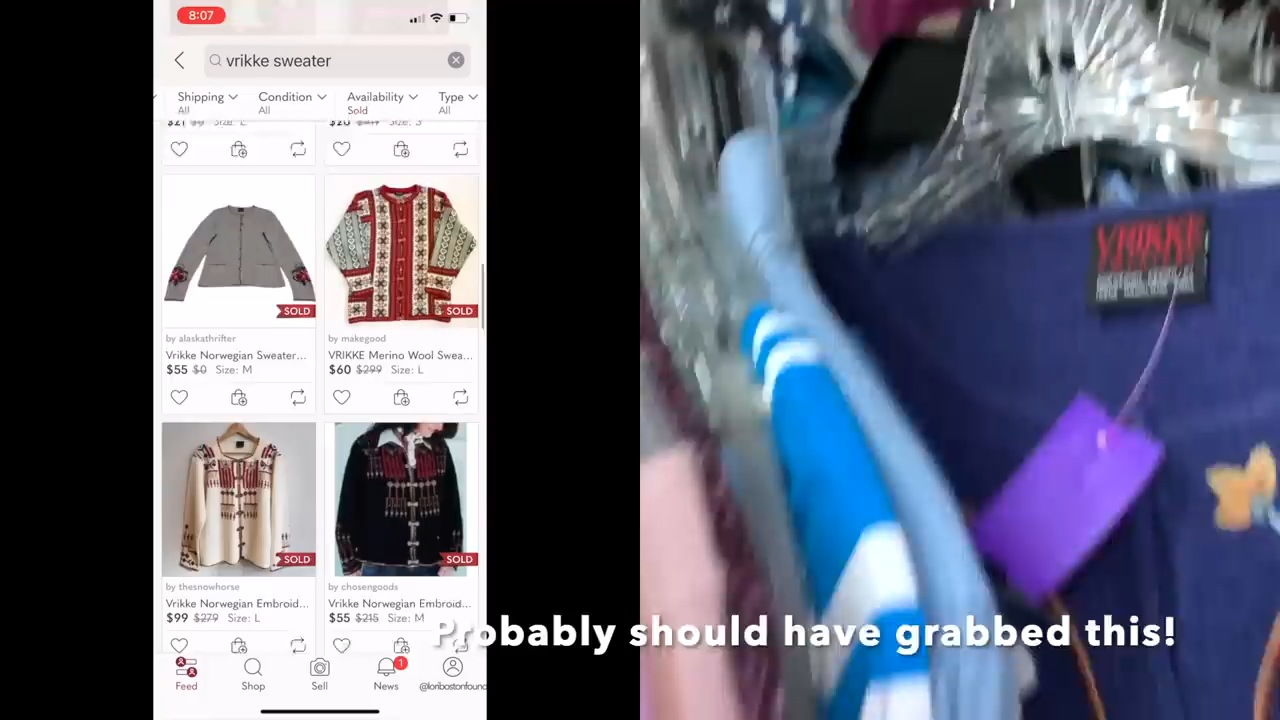 8:07
vrikke sweater
Shipping Condition Availability Type
All All Sold All
Size: L Size: S
SOLD SOLD
by alaskathrifter by makegood
Vrikke Norwegian Sweater... VRIKKE Merino Wool Swea...
$55 $0 Size: M $60 $299 Size: L
SOLD SOLD
by thesnowhorse by chosengoods
Vrikke Norwegian Embroid... Vrikke Norwegian Embroid...
$99 $279 Size: L $55 $215 Size: M
Probably should have grabbed this!
1
Feed Shop Sell News @loribostonfound
VRIKKE